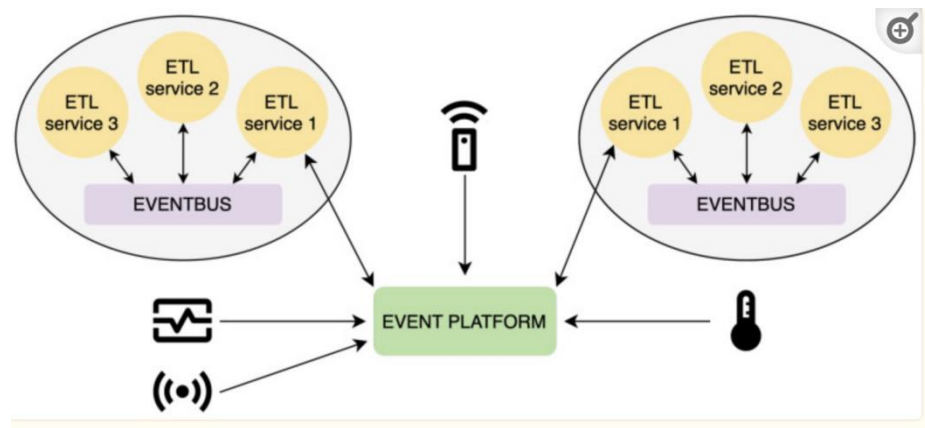 ETL
service 2
ETL
service 3
ETL
service 1
EVENTBUS
ETL
service 2
ETL
service 1
ETL
service 3
EVENTBUS
EVENT PLATFORM